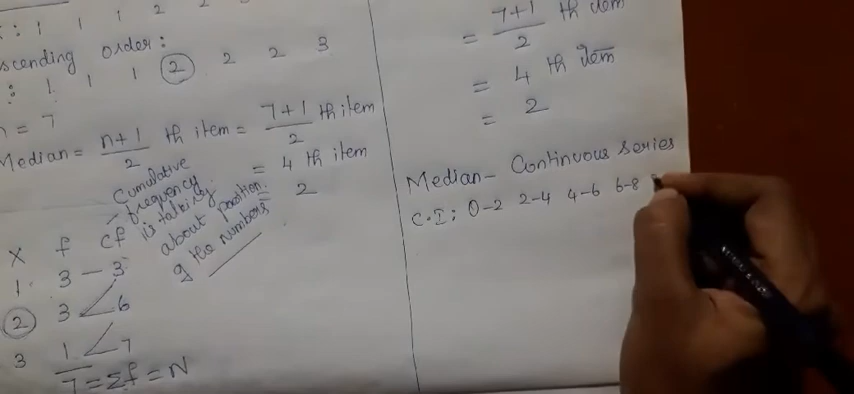 : 1 1 1 2 2
scending order:
: 1 1 1 2 2 2 3
n = 7
Median = n+1/2 th item = 7+1/2 th item
= 4 th item
2
Cumulative
frequency
is talking
about position
of the numbers
X f cf
1 3 — 3
2 3 6
3 1 7
7 = Σf = N
= 7+1/2 th item
= 4 th item
= 2
Median - Continuous series
C.I: 0-2 2-4 4-6 6-8